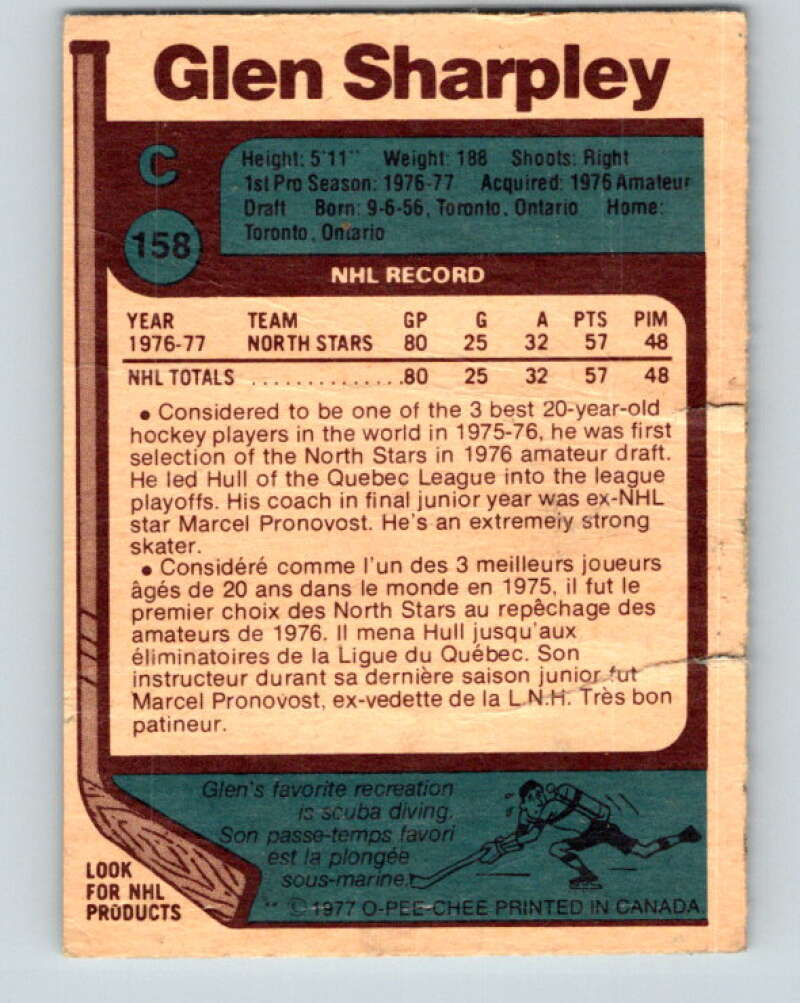 Glen Sharpley
C
Height: 5'11" Weight: 188 Shoots: Right
1st Pro Season: 1976-77 Acquired: 1976 Amateur
Draft Born: 9-6-56, Toronto, Ontario Home:
Toronto, Ontario
158
NHL RECORD
YEAR TEAM GP G A PTS PIM
1976-77 NORTH STARS 80 25 32 57 48
NHL TOTALS ..............80 25 32 57 48
• Considered to be one of the 3 best 20-year-old
hockey players in the world in 1975-76, he was first
selection of the North Stars in 1976 amateur draft.
He led Hull of the Quebec League into the league
playoffs. His coach in final junior year was ex-NHL
star Marcel Pronovost. He's an extremely strong
skater.
• Considéré comme l'un des 3 meilleurs joueurs
âgés de 20 ans dans le monde en 1975, il fut le
premier choix des North Stars au repêchage des
amateurs de 1976. Il mena Hull jusqu'aux
éliminatoires de la Ligue du Québec. Son
instructeur durant sa dernière saison junior fut
Marcel Pronovost, ex-vedette de la L.N.H. Très bon
patineur.
Glen's favorite recreation
is scuba diving.
Son passe-temps favori
est la plongée
sous-marine.
LOOK
FOR NHL
PRODUCTS
** © 1977 O-PEE-CHEE PRINTED IN CANADA.